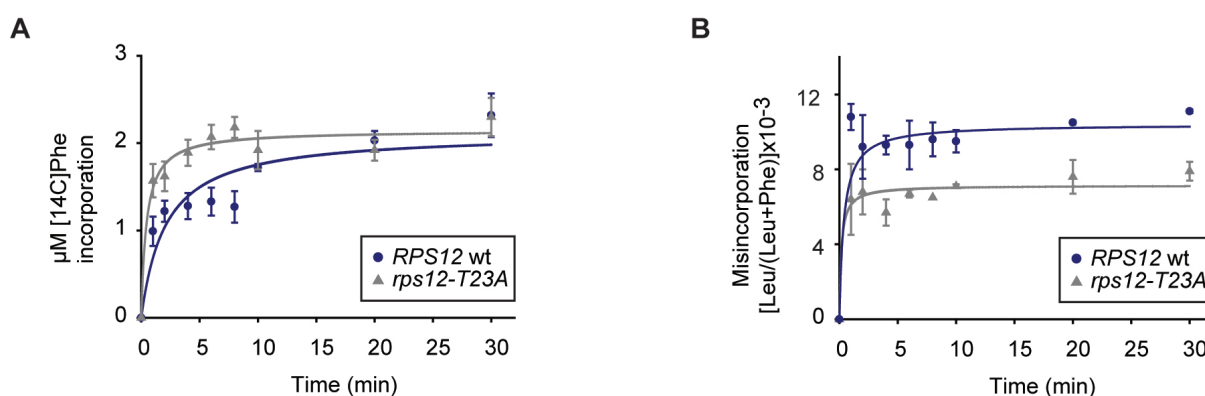 A
µM [14C]Phe
incorporation
3
2
1
0
0 5 10 20 30
Time (min)
RPS12 wt
rps12-T23A
B
Misincorporation
[Leu/(Leu+Phe)]x10-3
12
8
4
0
0 5 10 15 20 25 30
Time (min)
RPS12 wt
rps12-T23A